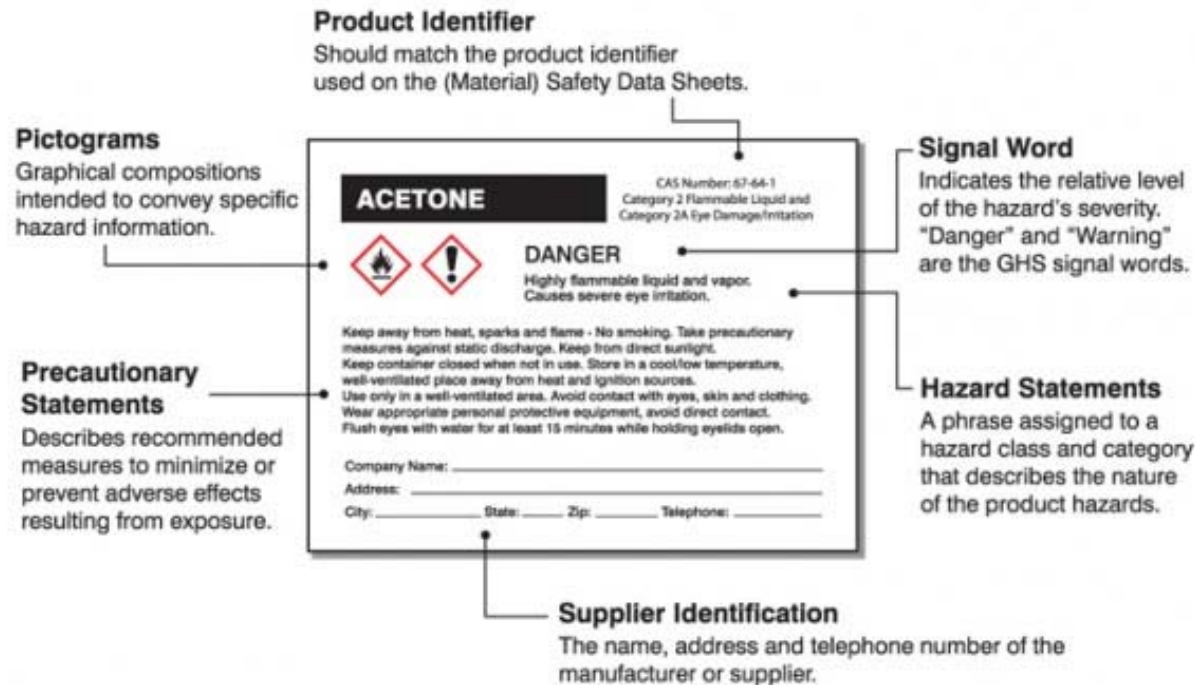 Product Identifier
Should match the product identifier
used on the (Material) Safety Data Sheets.
Pictograms
Graphical compositions
intended to convey specific
hazard information.
Signal Word
Indicates the relative level
of the hazard's severity.
“Danger” and “Warning”
are the GHS signal words.
ACETONE
CAS Number: 67-64-1
Category 2 Flammable Liquid and
Category 2A Eye Damage/Irritation
DANGER
Highly flammable liquid and vapor.
Causes severe eye irritation.
Keep away from heat, sparks and flame - No smoking. Take precautionary
measures against static discharge. Keep from direct sunlight.
Keep container closed when not in use. Store in a cool/low temperature,
well-ventilated place away from heat and ignition sources.
Use only in a well-ventilated area. Avoid contact with eyes, skin and clothing.
Wear appropriate personal protective equipment, avoid direct contact.
Flush eyes with water for at least 15 minutes while holding eyelids open.
Company Name:
Address:
City: State: Zip: Telephone:
Precautionary
Statements
Describes recommended
measures to minimize or
prevent adverse effects
resulting from exposure.
Hazard Statements
A phrase assigned to a
hazard class and category
that describes the nature
of the product hazards.
Supplier Identification
The name, address and telephone number of the
manufacturer or supplier.